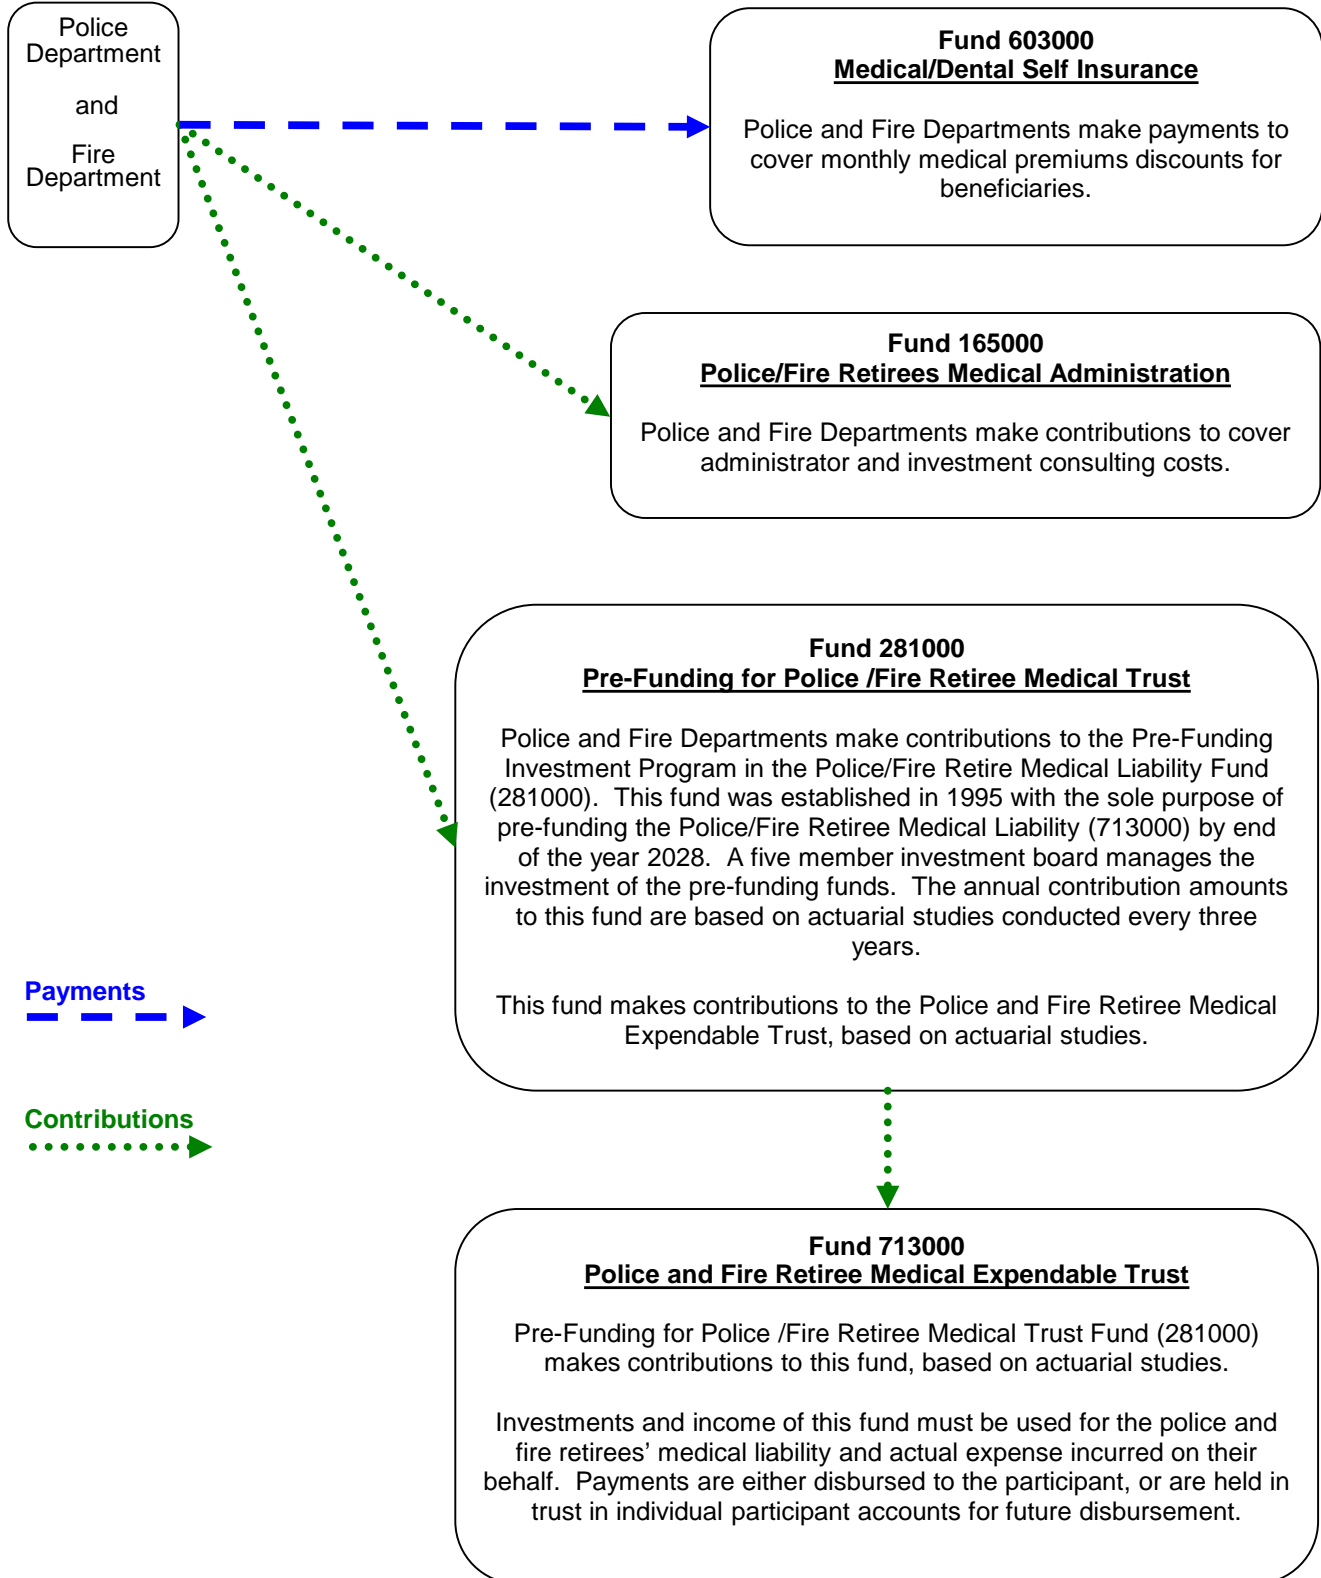 Police
Department
and
Fire
Department
Fund 603000
Medical/Dental Self Insurance
Police and Fire Departments make payments to
cover monthly medical premiums discounts for
beneficiaries.
Fund 165000
Police/Fire Retirees Medical Administration
Police and Fire Departments make contributions to cover
administrator and investment consulting costs.
Fund 281000
Pre-Funding for Police /Fire Retiree Medical Trust
Police and Fire Departments make contributions to the Pre-Funding
Investment Program in the Police/Fire Retire Medical Liability Fund
(281000).  This fund was established in 1995 with the sole purpose of
pre-funding the Police/Fire Retiree Medical Liability (713000) by end
of the year 2028.  A five member investment board manages the
investment of the pre-funding funds.  The annual contribution amounts
to this fund are based on actuarial studies conducted every three
years.
This fund makes contributions to the Police and Fire Retiree Medical
Expendable Trust, based on actuarial studies.
Payments
Contributions
Fund 713000
Police and Fire Retiree Medical Expendable Trust
Pre-Funding for Police /Fire Retiree Medical Trust Fund (281000)
makes contributions to this fund, based on actuarial studies.
Investments and income of this fund must be used for the police and
fire retirees’ medical liability and actual expense incurred on their
behalf.  Payments are either disbursed to the participant, or are held in
trust in individual participant accounts for future disbursement.